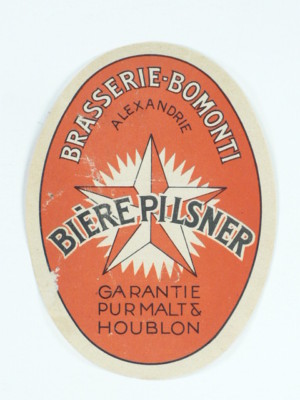 BRASSERIE-BOMONTI
ALEXANDRIE
BIÈRE PILSNER
GARANTIE
PUR MALT &
HOUBLON